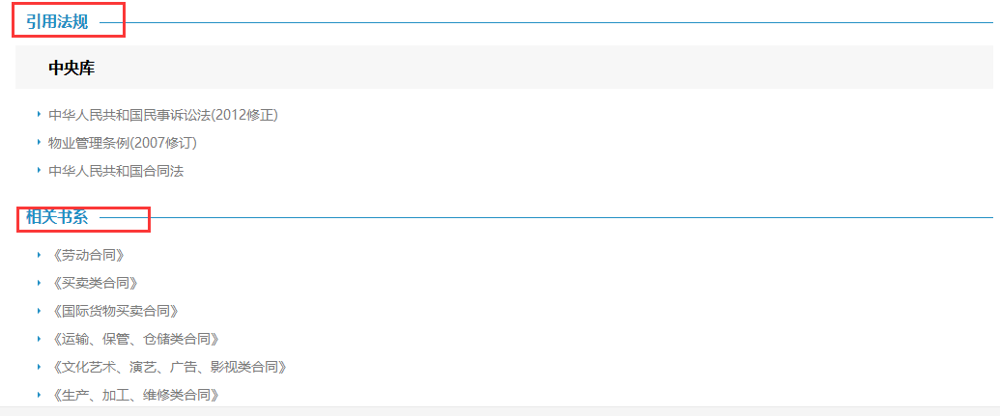 引用法规
中央库
中华人民共和国民事诉讼法(2012修正)
物业管理条例(2007修订)
中华人民共和国合同法
相关书系
《劳动合同》
《买卖类合同》
《国际货物买卖合同》
《运输、保管、仓储类合同》
《文化艺术、演艺、广告、影视类合同》
《生产、加工、维修类合同》